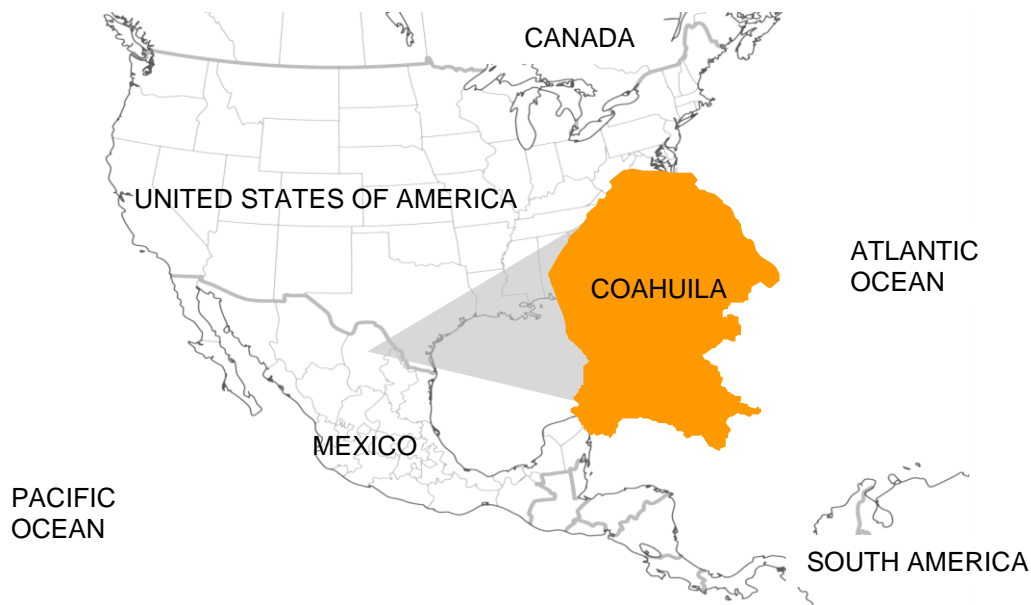 CANADA
UNITED STATES OF AMERICA
ATLANTIC
OCEAN
COAHUILA
MEXICO
PACIFIC
OCEAN
SOUTH AMERICA